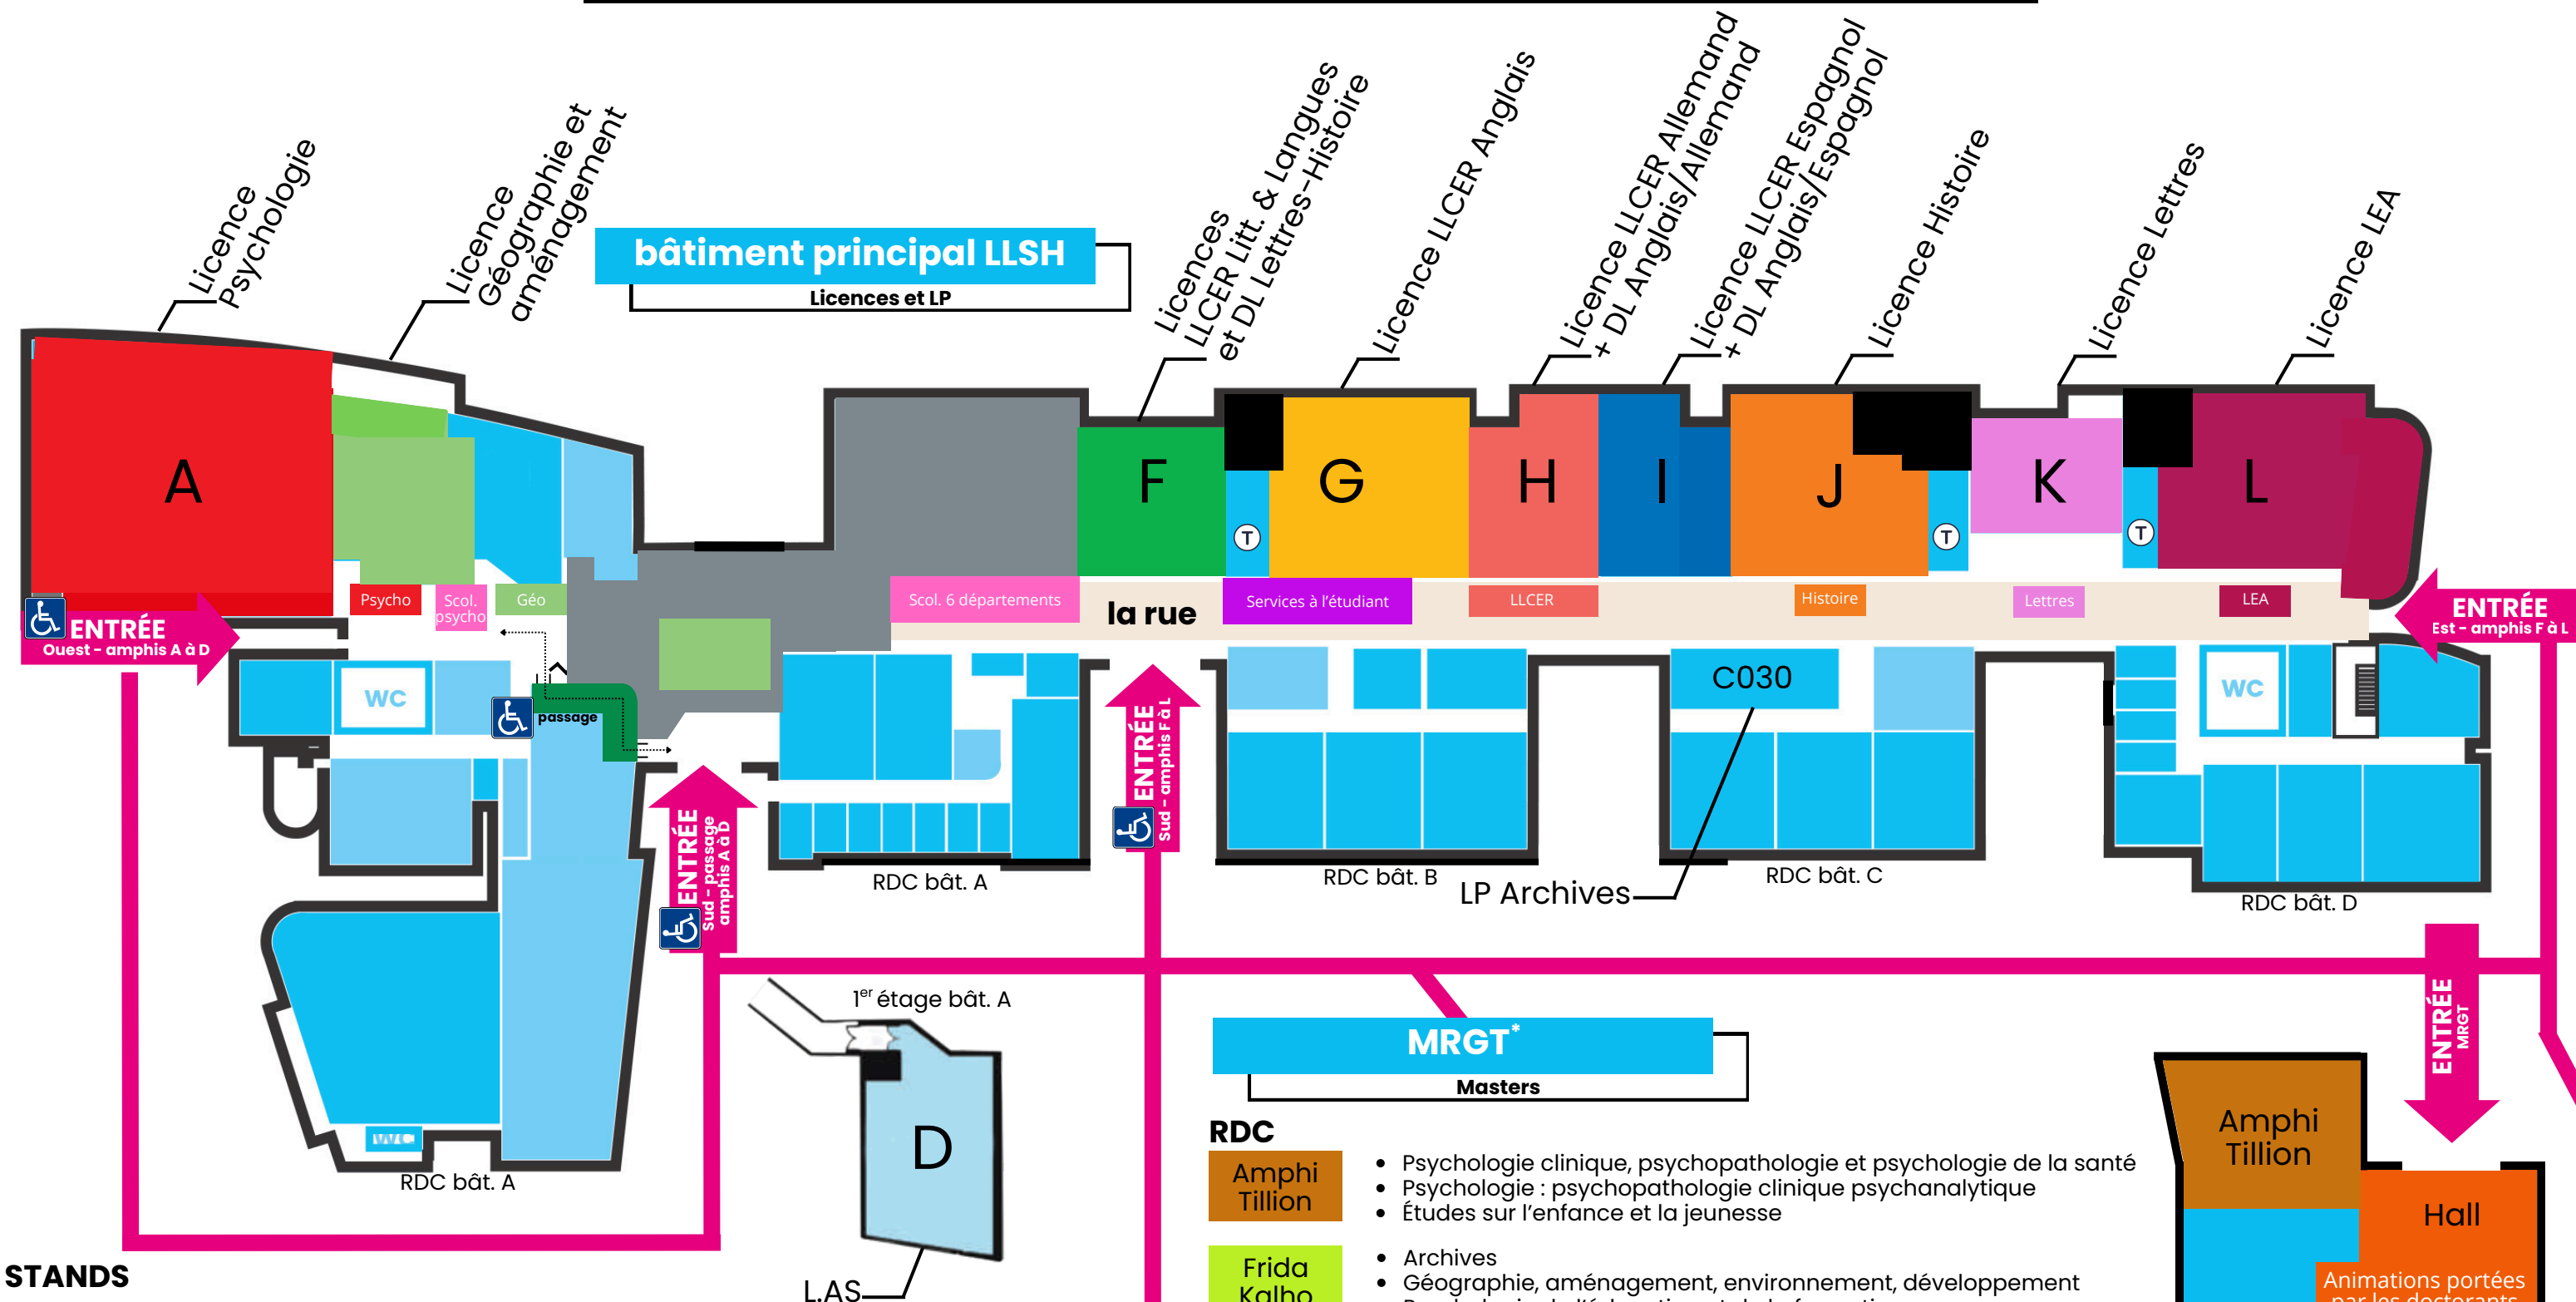 Licence
Psychologie
Licence
Géographie et
aménagement
bâtiment principal LLSH
Licences et LP
Licences
LLCER Litt. & Langues
et DL Lettres-Histoire
Licence LLCER Anglais
Licence LLCER Allemand
+ DL Anglais/Allemand
Licence LLCER Espagnol
+ DL Anglais/Espagnol
Licence Histoire
Licence Lettres
Licence LEA
A
F
G
H
I
J
K
L
T
T
T
Psycho
Scol.
psycho
Géo
Scol. 6 départements
la rue
Services à l'étudiant
LLCER
Histoire
Lettres
LEA
ENTRÉE
Ouest - amphis A à D
ENTRÉE
Est - amphis F à L
WC
passage
C030
WC
ENTRÉE
Sud - passage
amphis A à D
ENTRÉE
Sud - amphis F à L
RDC bât. A
RDC bât. B
LP Archives
RDC bât. C
RDC bât. D
WC
RDC bât. A
1er étage bât. A
D
L.AS
MRGT*
Masters
ENTRÉE
MRGT
RDC
Amphi
Tillion
• Psychologie clinique, psychopathologie et psychologie de la santé
• Psychologie : psychopathologie clinique psychanalytique
• Études sur l'enfance et la jeunesse
Frida
Kalho
• Archives
• Géographie, aménagement, environnement, développement
Amphi
Tillion
Hall
Animations portées
par les doctorants
STANDS